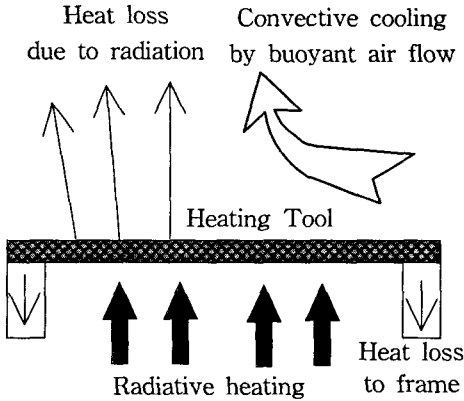 Heat loss
due to radiation
Convective cooling
by buoyant air flow
Heating Tool
Radiative heating
Heat loss
to frame